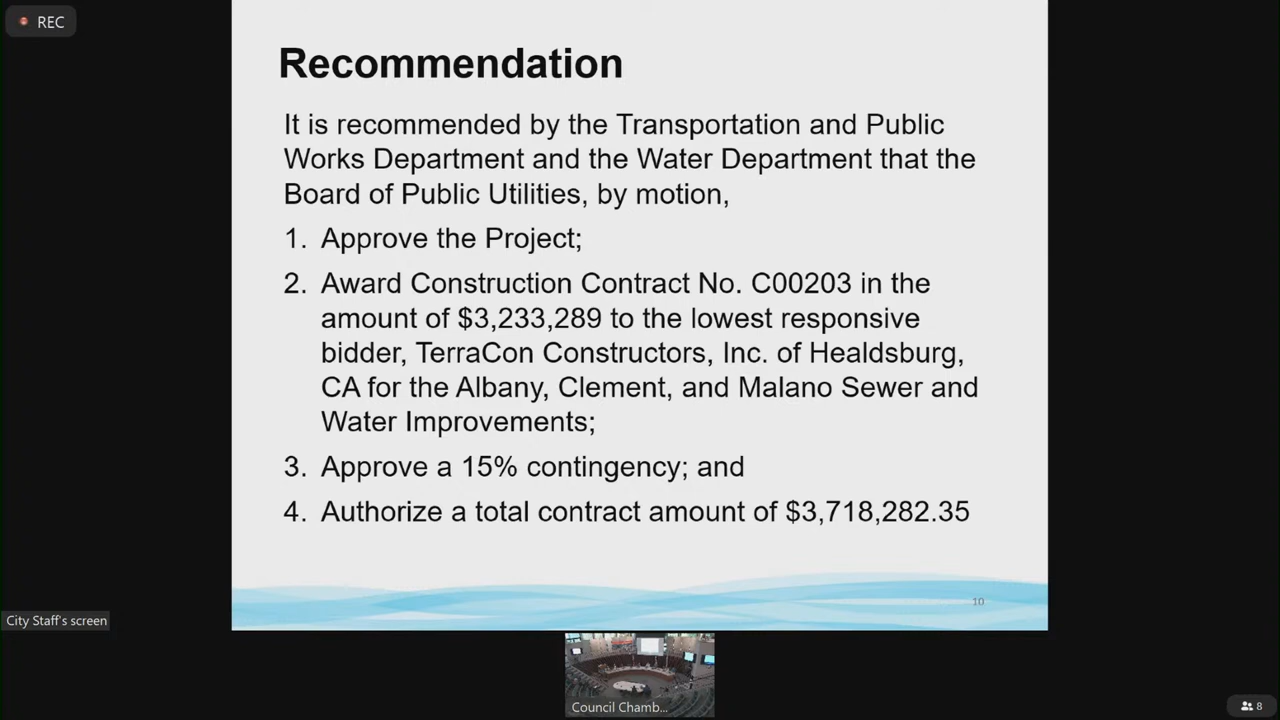 REC
Recommendation
It is recommended by the Transportation and Public
Works Department and the Water Department that the
Board of Public Utilities, by motion,
1. Approve the Project;
2. Award Construction Contract No. C00203 in the
amount of $3,233,289 to the lowest responsive
bidder, TerraCon Constructors, Inc. of Healdsburg,
CA for the Albany, Clement, and Malano Sewer and
Water Improvements;
3. Approve a 15% contingency; and
4. Authorize a total contract amount of $3,718,282.35
10
City Staff's screen
Council Chamb...
8